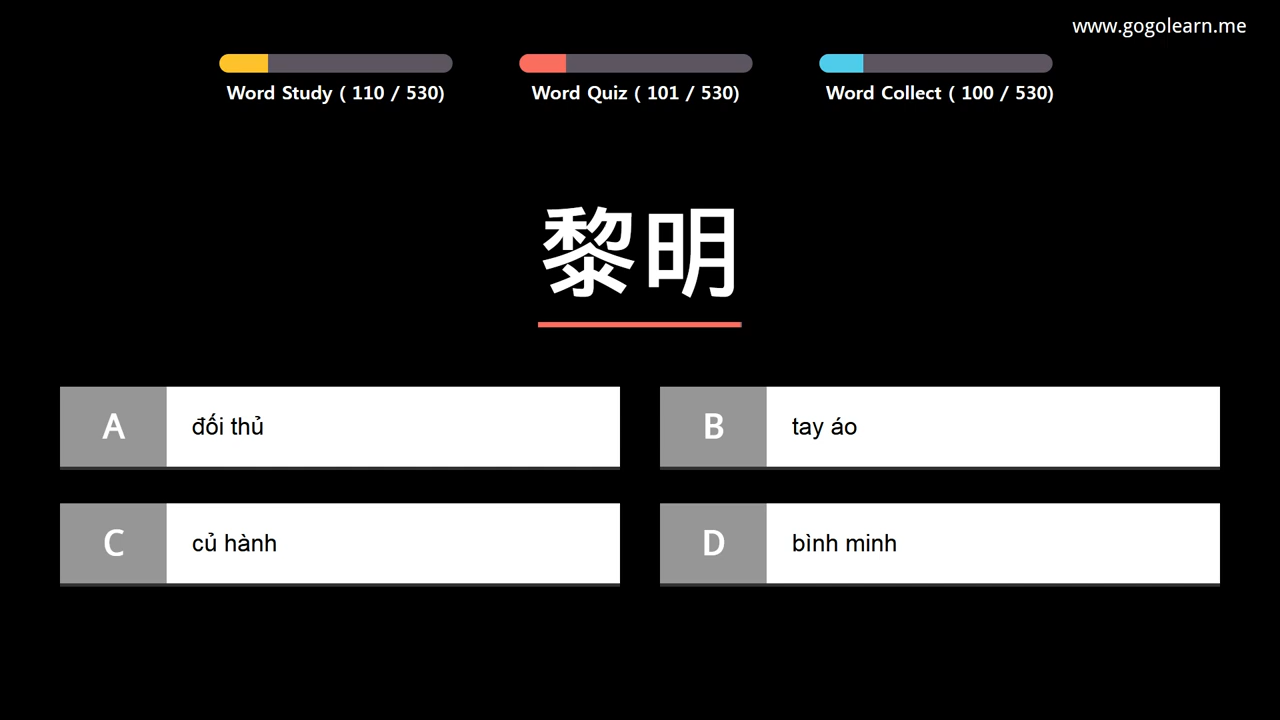 www.gogolearn.me
Word Study ( 110 / 530)
Word Quiz ( 101 / 530)
Word Collect ( 100 / 530)
黎明
A
đối thủ
B
tay áo
C
củ hành
D
bình minh